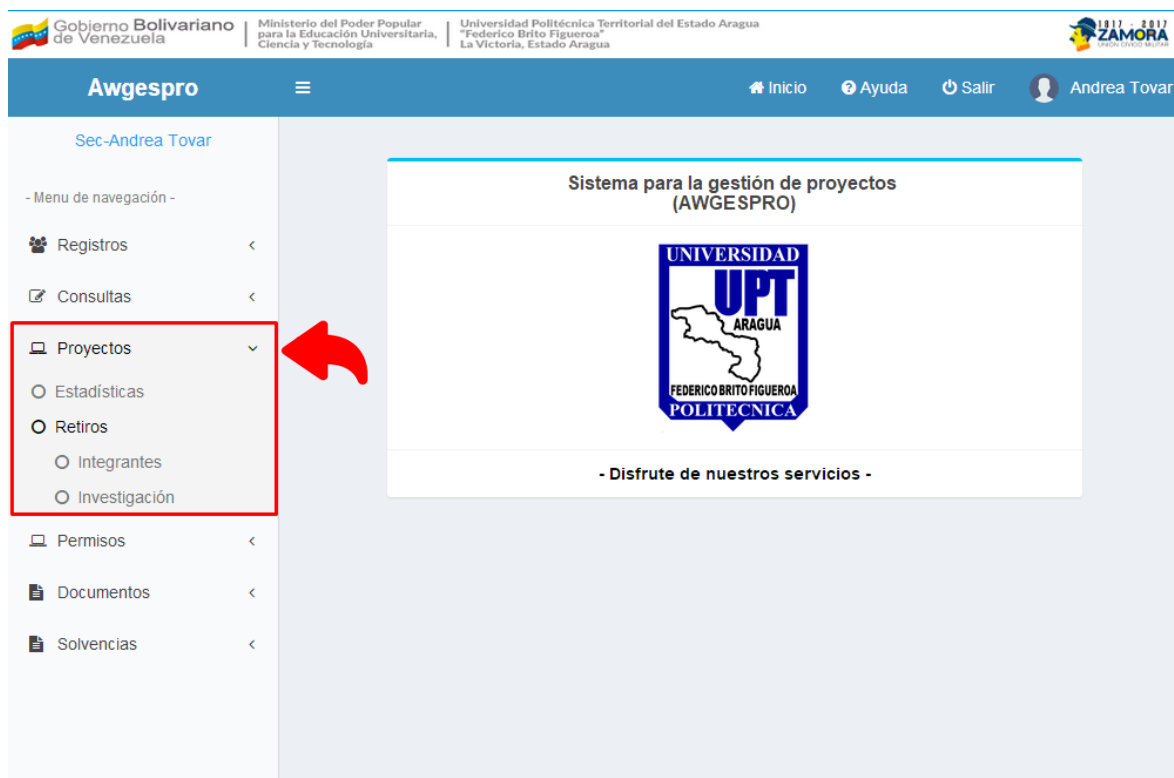 Gobierno Bolivariano
de Venezuela
Ministerio del Poder Popular
para la Educación Universitaria,
Ciencia y Tecnología
Universidad Politécnica Territorial del Estado Aragua
"Federico Brito Figueroa"
La Victoria, Estado Aragua
1817 - 2017
ZAMORA
UNIÓN CÍVICO MILITAR
Awgespro
Inicio
Ayuda
Salir
Andrea Tovar
Sec-Andrea Tovar
- Menu de navegación -
Registros
Consultas
Proyectos
Estadísticas
Retiros
Integrantes
Investigación
Permisos
Documentos
Solvencias
Sistema para la gestión de proyectos
(AWGESPRO)
UNIVERSIDAD
UPT
ARAGUA
FEDERICO BRITO FIGUEROA
POLITECNICA
- Disfrute de nuestros servicios -